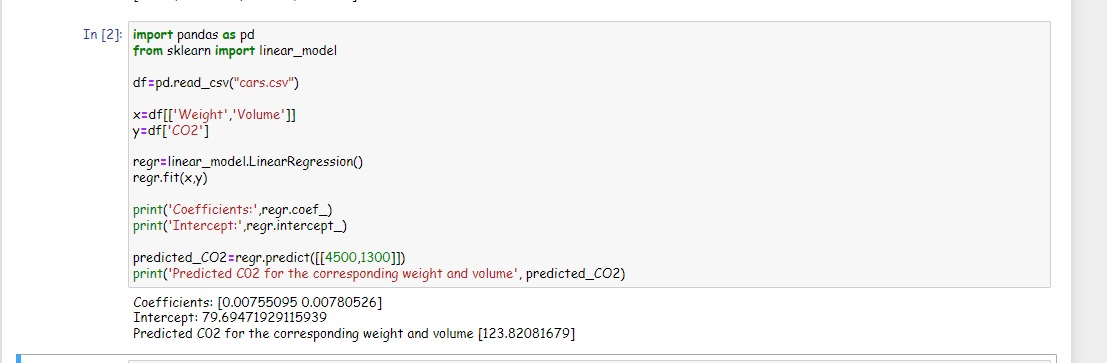 In [2]: import pandas as pd
from sklearn import linear_model
df=pd.read_csv("cars.csv")
x=df[['Weight','Volume']]
y=df['CO2']
regr=linear_model.LinearRegression()
regr.fit(x,y)
print('Coefficients:',regr.coef_)
print('Intercept:',regr.intercept_)
predicted_CO2=regr.predict([[4500,1300]])
print('Predicted CO2 for the corresponding weight and volume', predicted_CO2)
Coefficients: [0.00755095 0.00780526]
Intercept: 79.69471929115939
Predicted CO2 for the corresponding weight and volume [123.82081679]